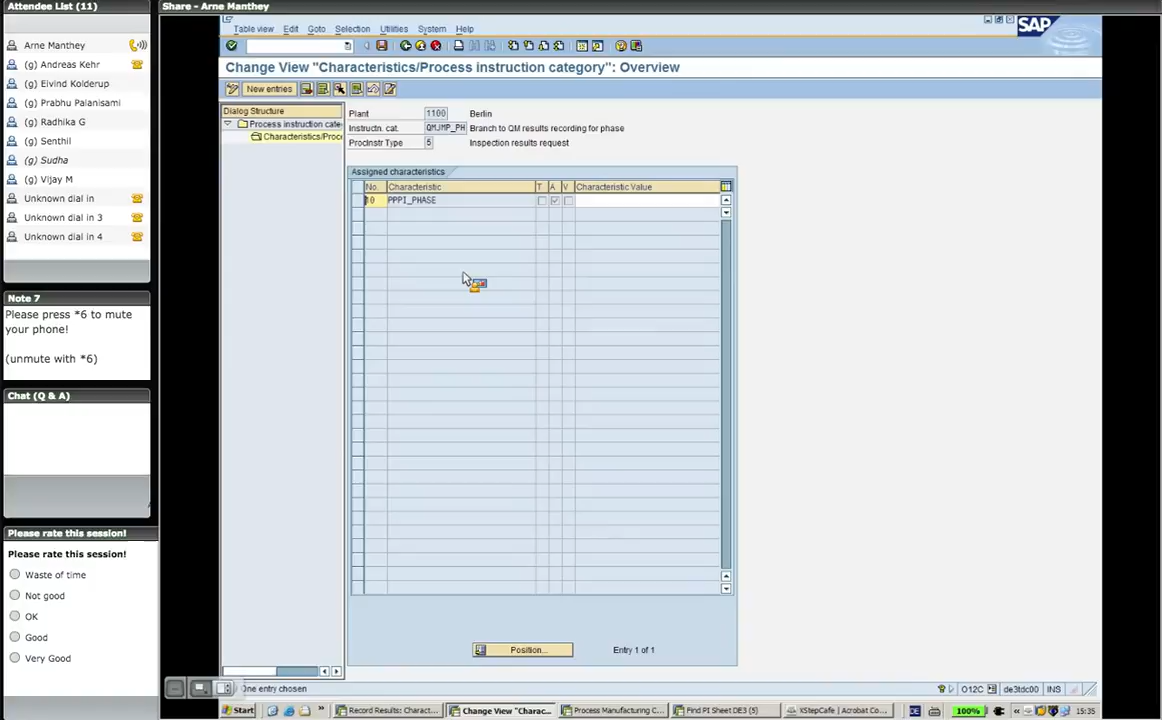 Attendee List (11)
Share - Arne Manthey
Arne Manthey
(g) Andreas Kehr
(g) Eivind Kolderup
(g) Prabhu Palanisami
(g) Radhika G
(g) Senthil
(g) Sudha
(g) Vijay M
Unknown dial in
Unknown dial in 3
Unknown dial in 4
Note 7
Please press *6 to mute
your phone!
(unmute with *6)
Chat (Q & A)
Please rate this session!
Please rate this session!
Waste of time
Not good
OK
Good
Very Good
Table view Edit Goto Selection Utilities System Help
SAP
Change View "Characteristics/Process instruction category": Overview
New entries
Dialog Structure
Process instruction cate
Characteristics/Proc
Plant 1100 Berlin
Instructn. cat. QMJMP_PH Branch to QM results recording for phase
ProcInstr Type 5 Inspection results request
Assigned characteristics
No. Characteristic T A V Characteristic Value
10 PPPI_PHASE
Position...
Entry 1 of 1
One entry chosen
O12C de3tdc00 INS
Start
Record Results: Charact...
Change View "Charac...
Process Manufacturing C...
Find PI Sheet DE3 (5)
XStepCafe | Acrobat Co...
DE
100%
15:35